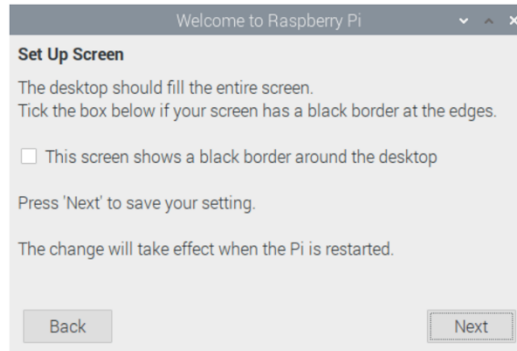 Welcome to Raspberry Pi
Set Up Screen
The desktop should fill the entire screen.
Tick the box below if your screen has a black border at the edges.
This screen shows a black border around the desktop
Press 'Next' to save your setting.
The change will take effect when the Pi is restarted.
Back
Next